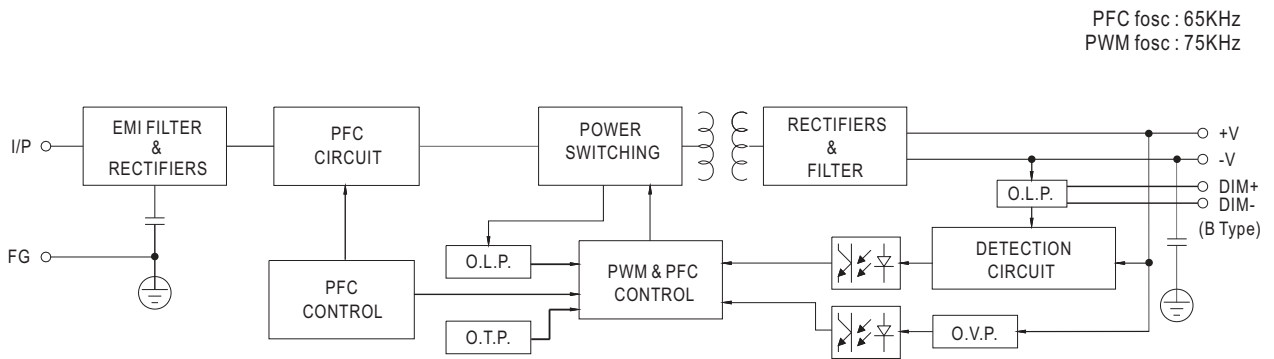 PFC fosc : 65KHz
PWM fosc : 75KHz
I/P
EMI FILTER
&
RECTIFIERS
PFC
CIRCUIT
POWER
SWITCHING
RECTIFIERS
&
FILTER
+V
-V
DIM+
DIM-
(B Type)
O.L.P.
FG
PFC
CONTROL
O.L.P.
O.T.P.
PWM & PFC
CONTROL
DETECTION
CIRCUIT
O.V.P.